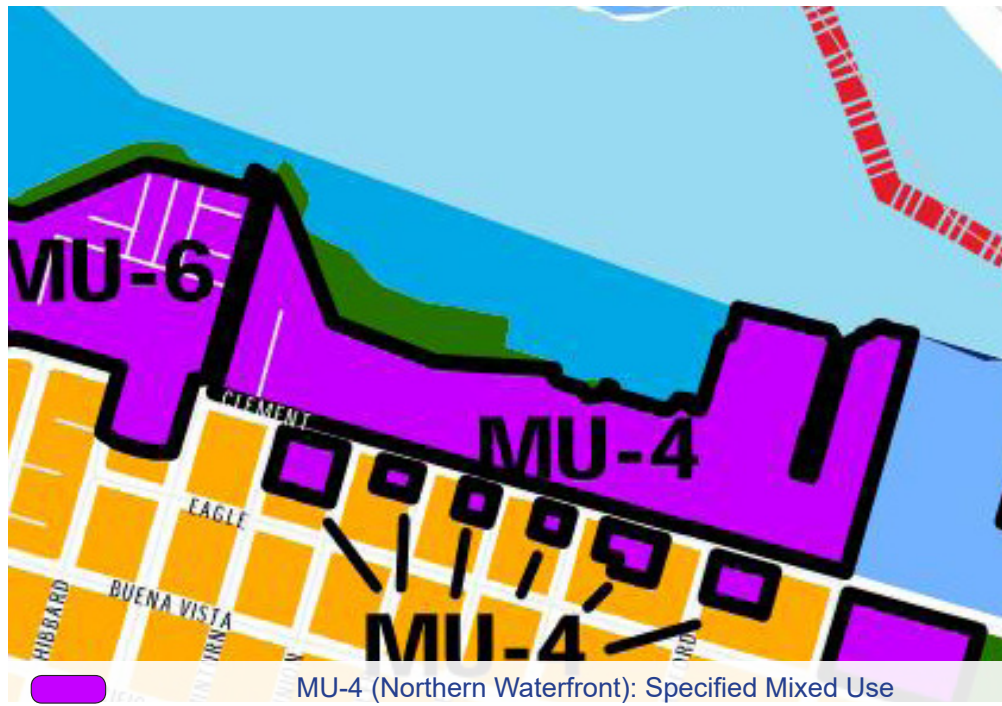 MU-6
CLEMENT
MU-4
EAGLE
BUENA VISTA
HIBBARD
MU-4
MU-4 (Northern Waterfront): Specified Mixed Use